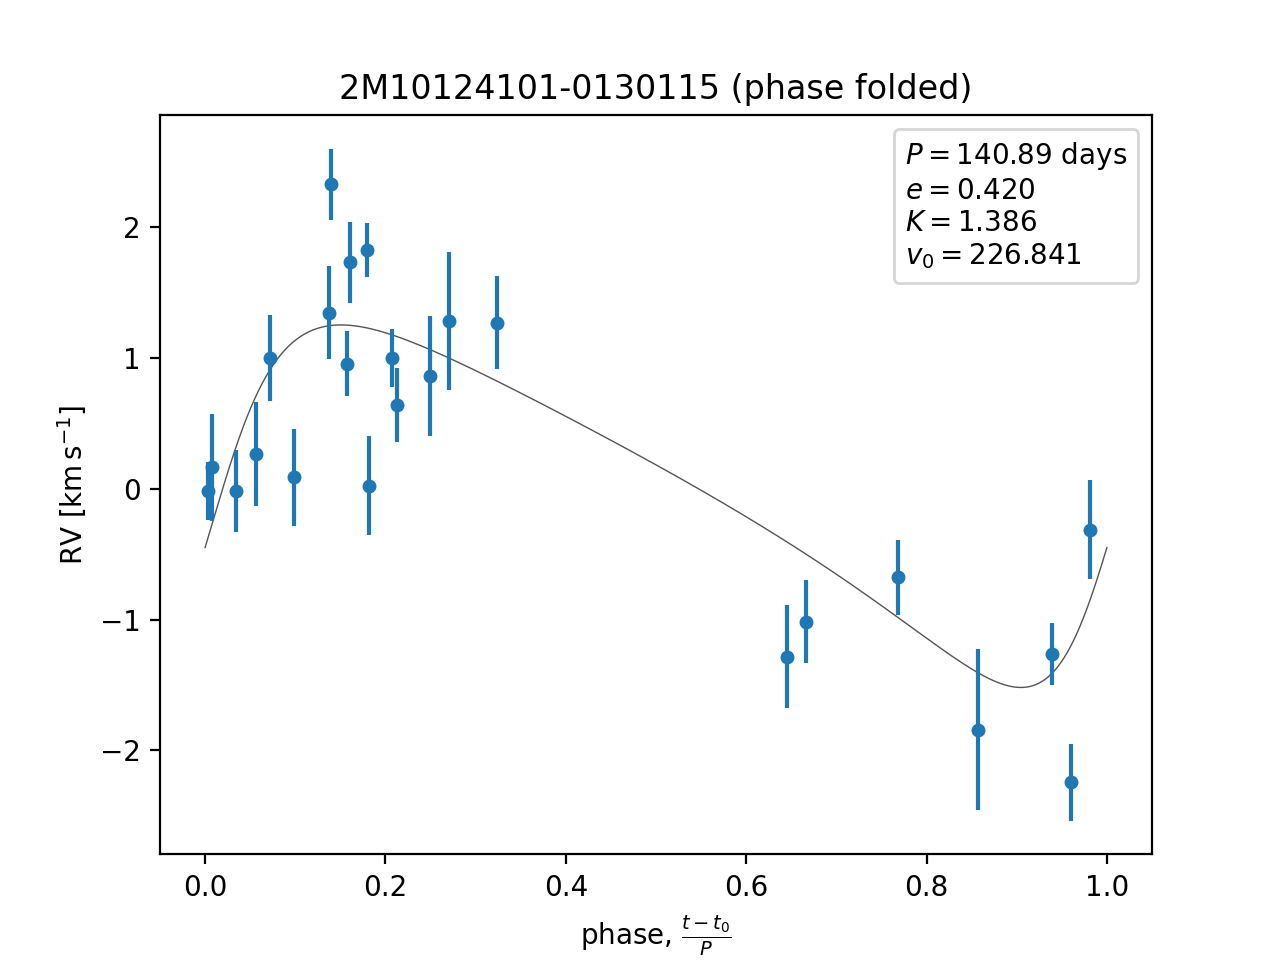 2M10124101-0130115 (phase folded)
P = 140.89 days
e = 0.420
K = 1.386
v₀ = 226.841
RV [km s⁻¹]
2
1
0
−1
−2
0.0 0.2 0.4 0.6 0.8 1.0
phase, (t − t₀)/P